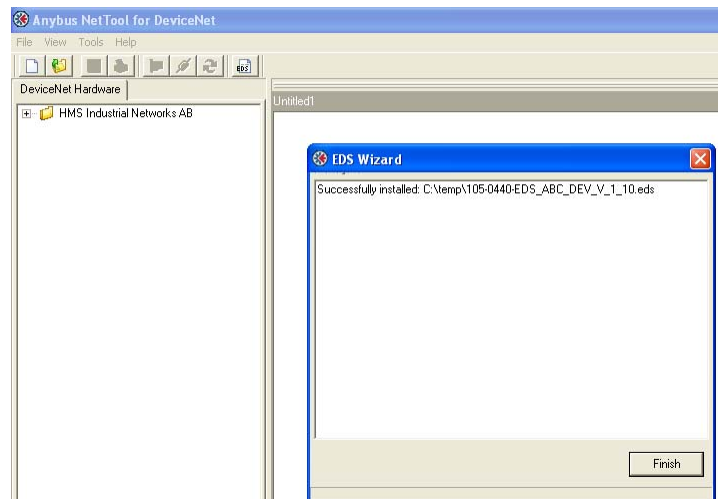 Anybus NetTool for DeviceNet
File View Tools Help
EDS
DeviceNet Hardware
Untitled1
HMS Industrial Networks AB
EDS Wizard
Successfully installed: C:\temp\105-0440-EDS_ABC_DEV_V_1_10.eds
Finish